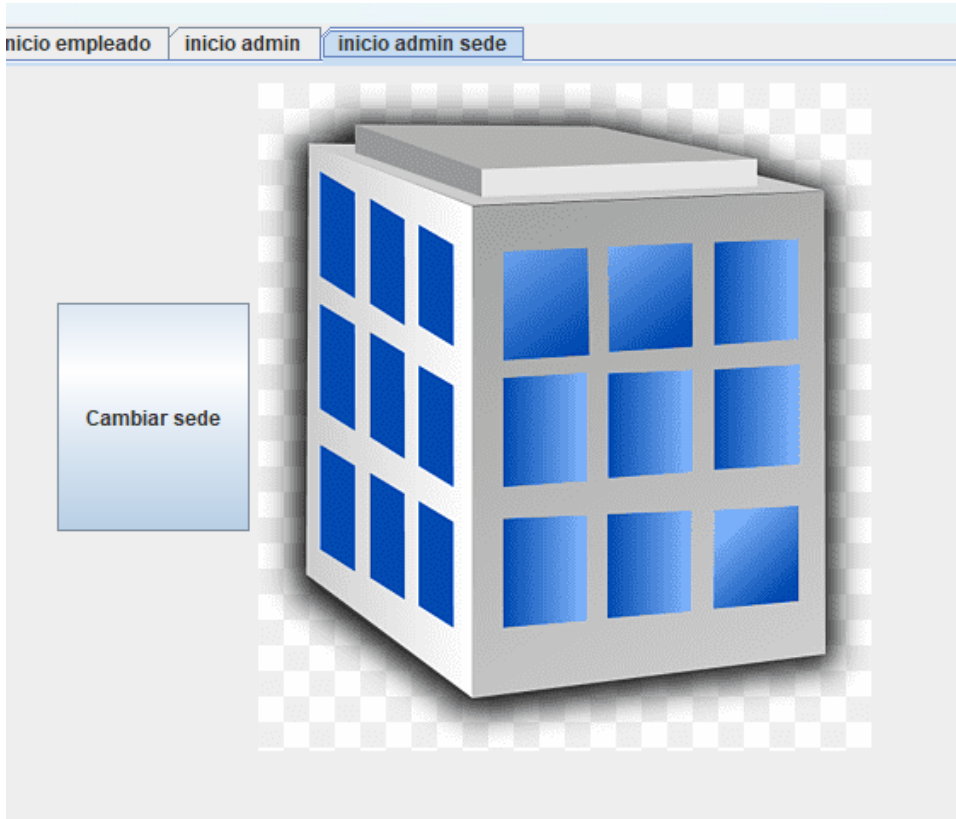 nicio empleado
inicio admin
inicio admin sede
Cambiar sede